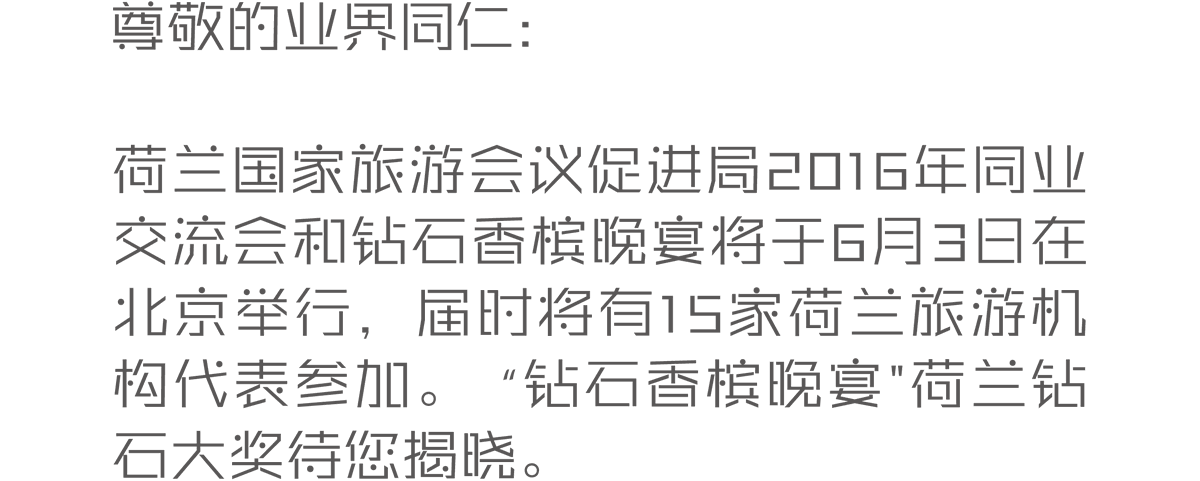 尊敬的业界同仁：
荷兰国家旅游会议促进局2016年同业
交流会和钻石香槟晚宴将于6月3日在
北京举行，届时将有15家荷兰旅游机
构代表参加。“钻石香槟晚宴"荷兰钻
石大奖待您揭晓。